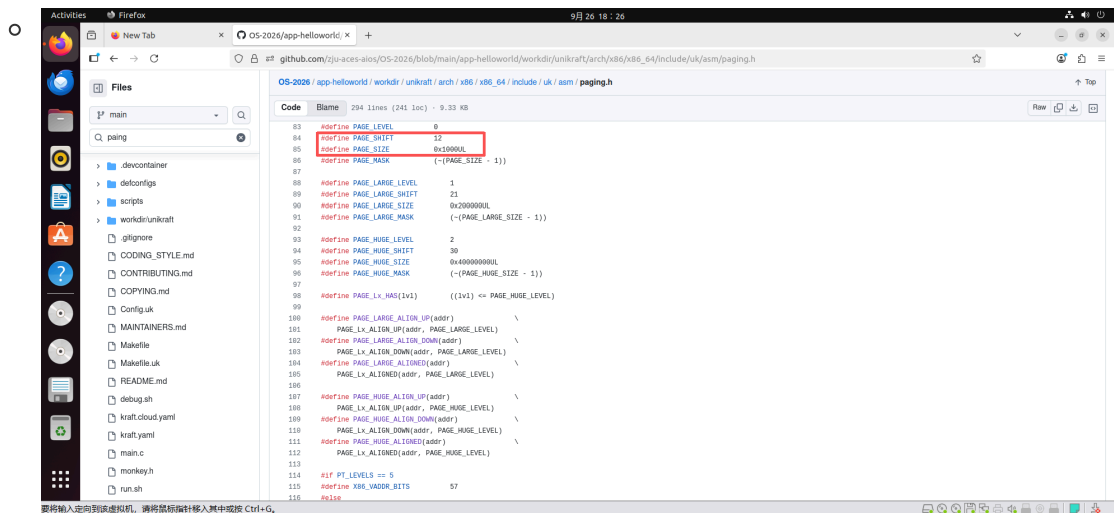 Activities
Firefox
9月 26 18：26
New Tab
×
OS-2026/app-helloworld/
×
+
github.com/zju-aces-aios/OS-2026/blob/main/app-helloworld/workdir/unikraft/arch/x86/x86_64/include/uk/asm/paging.h
Files
main
paing
.devcontainer
defconfigs
scripts
workdir/unikraft
.gitignore
CODING_STYLE.md
CONTRIBUTING.md
COPYING.md
Config.uk
MAINTAINERS.md
Makefile
Makefile.uk
README.md
debug.sh
kraft.cloud.yaml
kraft.yaml
main.c
monkey.h
run.sh
OS-2026 / app-helloworld / workdir / unikraft / arch / x86 / x86_64 / include / uk / asm / paging.h
Top
Code Blame 294 lines (241 loc) · 9.33 KB
Raw
83 #define PAGE_LEVEL 0
84 #define PAGE_SHIFT 12
85 #define PAGE_SIZE 0x1000UL
86 #define PAGE_MASK (~(PAGE_SIZE - 1))
87
88 #define PAGE_LARGE_LEVEL 1
89 #define PAGE_LARGE_SHIFT 21
90 #define PAGE_LARGE_SIZE 0x200000UL
91 #define PAGE_LARGE_MASK (~(PAGE_LARGE_SIZE - 1))
92
93 #define PAGE_HUGE_LEVEL 2
94 #define PAGE_HUGE_SHIFT 30
95 #define PAGE_HUGE_SIZE 0x40000000UL
96 #define PAGE_HUGE_MASK (~(PAGE_HUGE_SIZE - 1))
97
98 #define PAGE_Lx_HAS(lvl) ((lvl) <= PAGE_HUGE_LEVEL)
99
100 #define PAGE_LARGE_ALIGN_UP(addr) \
101 PAGE_Lx_ALIGN_UP(addr, PAGE_LARGE_LEVEL)
102 #define PAGE_LARGE_ALIGN_DOWN(addr) \
103 PAGE_Lx_ALIGN_DOWN(addr, PAGE_LARGE_LEVEL)
104 #define PAGE_LARGE_ALIGNED(addr) \
105 PAGE_Lx_ALIGNED(addr, PAGE_LARGE_LEVEL)
106
107 #define PAGE_HUGE_ALIGN_UP(addr) \
108 PAGE_Lx_ALIGN_UP(addr, PAGE_HUGE_LEVEL)
109 #define PAGE_HUGE_ALIGN_DOWN(addr) \
110 PAGE_Lx_ALIGN_DOWN(addr, PAGE_HUGE_LEVEL)
111 #define PAGE_HUGE_ALIGNED(addr) \
112 PAGE_Lx_ALIGNED(addr, PAGE_HUGE_LEVEL)
113
114 #if PT_LEVELS == 5
115 #define X86_VADDR_BITS 57
116 #else
要将输入定向到该虚拟机，请将鼠标指针移入其中或按 Ctrl+G。